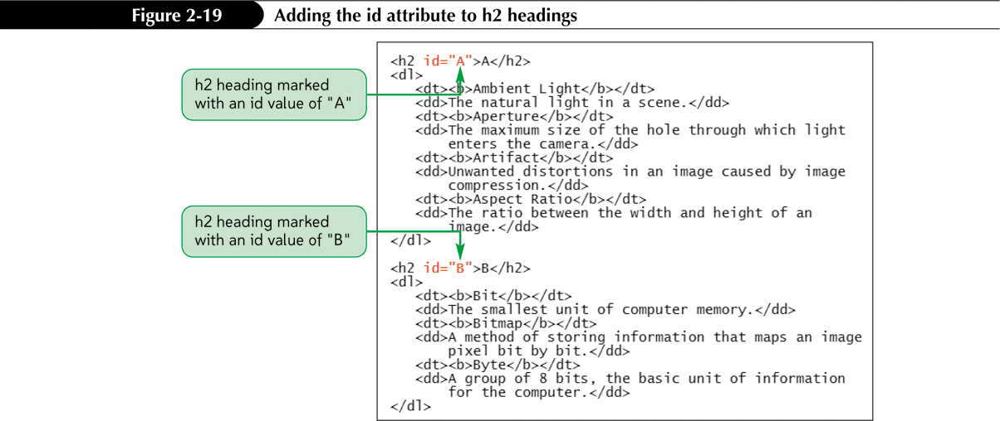 Figure 2-19 Adding the id attribute to h2 headings
h2 heading marked
with an id value of "A"
<h2 id="A">A</h2>
<dl>
<dt><b>Ambient Light</b></dt>
<dd>The natural light in a scene.</dd>
<dt><b>Aperture</b></dt>
<dd>The maximum size of the hole through which light
enters the camera.</dd>
<dt><b>Artifact</b></dt>
<dd>Unwanted distortions in an image caused by image
compression.</dd>
<dt><b>Aspect Ratio</b></dt>
<dd>The ratio between the width and height of an
image.</dd>
</dl>
h2 heading marked
with an id value of "B"
<h2 id="B">B</h2>
<dl>
<dt><b>Bit</b></dt>
<dd>The smallest unit of computer memory.</dd>
<dt><b>Bitmap</b></dt>
<dd>A method of storing information that maps an image
pixel bit by bit.</dd>
<dt><b>Byte</b></dt>
<dd>A group of 8 bits, the basic unit of information
for the computer.</dd>
</dl>